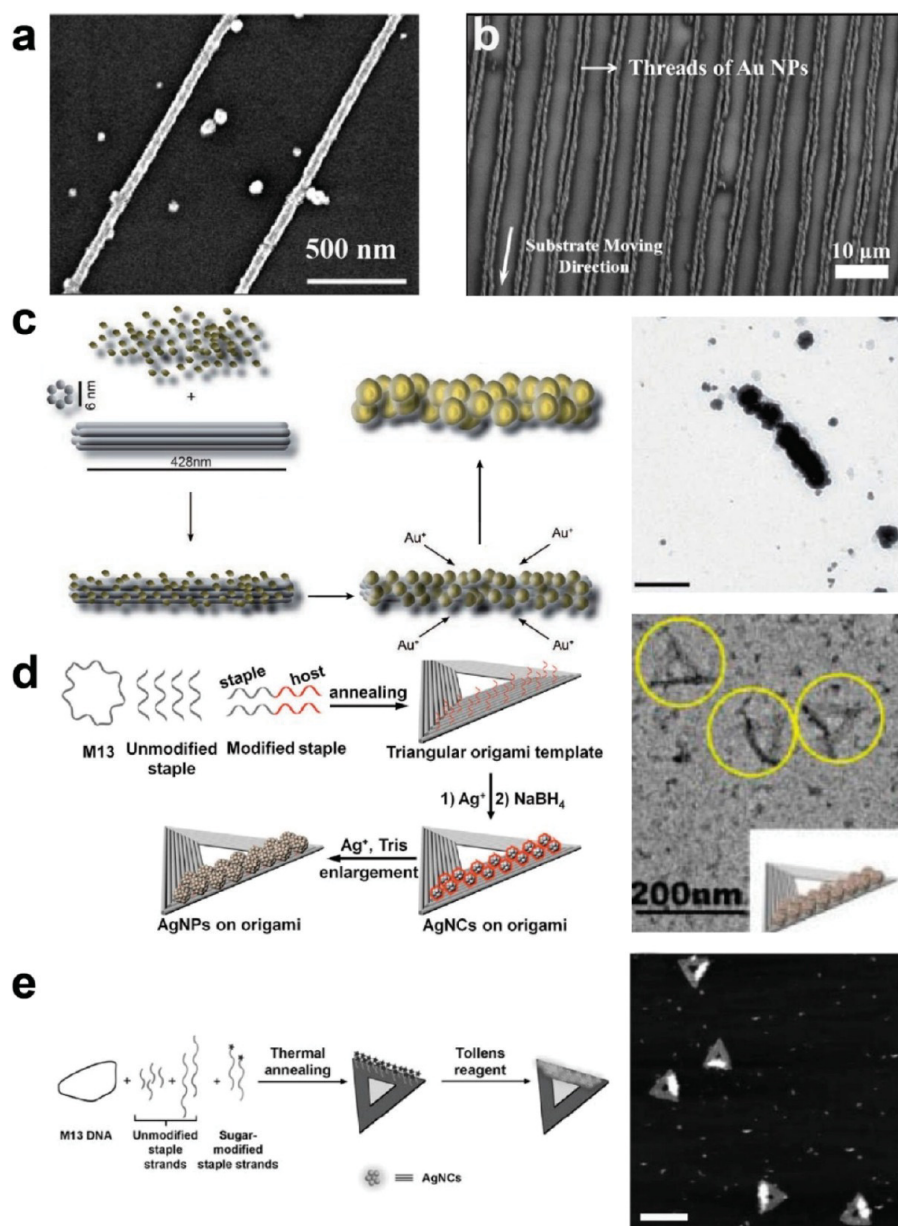 a
500 nm
b
Threads of Au NPs
Substrate Moving
Direction
10 µm
c
6 nm
+
428nm
Au⁺
Au⁺
Au⁺
Au⁺
d
staple
host
annealing
M13
Unmodified
staple
Modified staple
Triangular origami template
1) Ag⁺
2) NaBH₄
Ag⁺, Tris
enlargement
AgNPs on origami
AgNCs on origami
200nm
e
Thermal
annealing
Tollens
reagent
+
+
+
M13 DNA
Unmodified
staple
strands
Sugar-
modified
staple strands
AgNCs